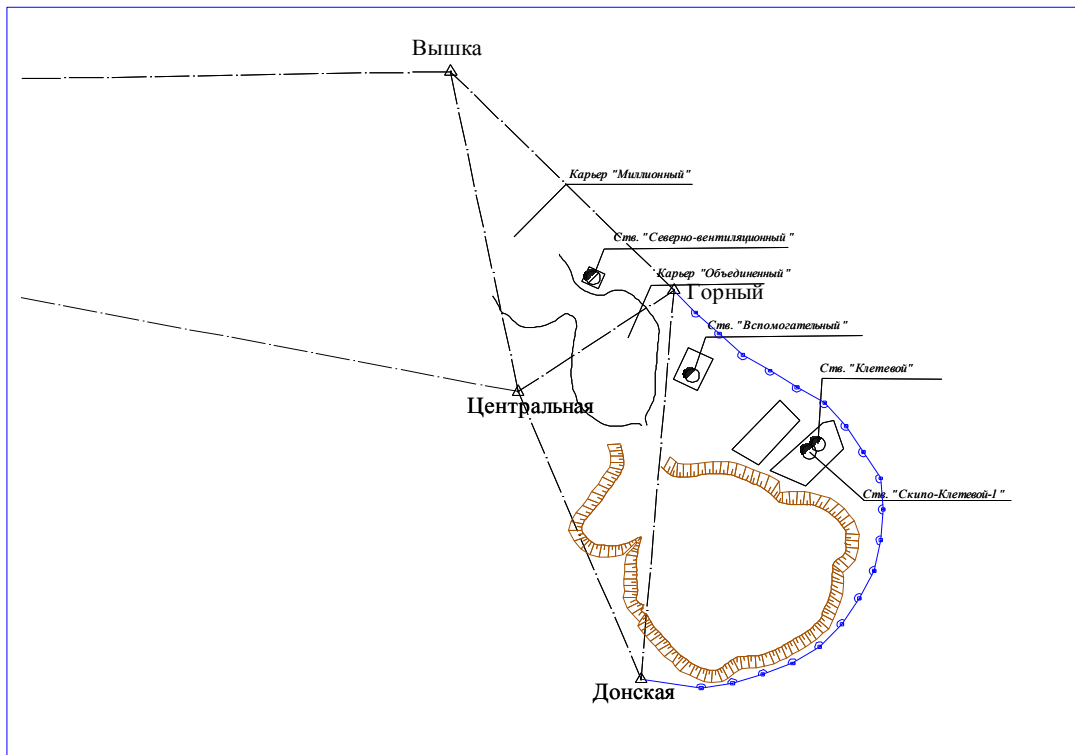 Вышка
Карьер "Миллионный"
Ств. "Северно-вентиляционный"
Карьер "Объединенный"
Горный
Ств. "Вспомогательный"
Ств. "Клетевой"
Центральная
Ств. "Скипо-Клетевой-1"
Донская